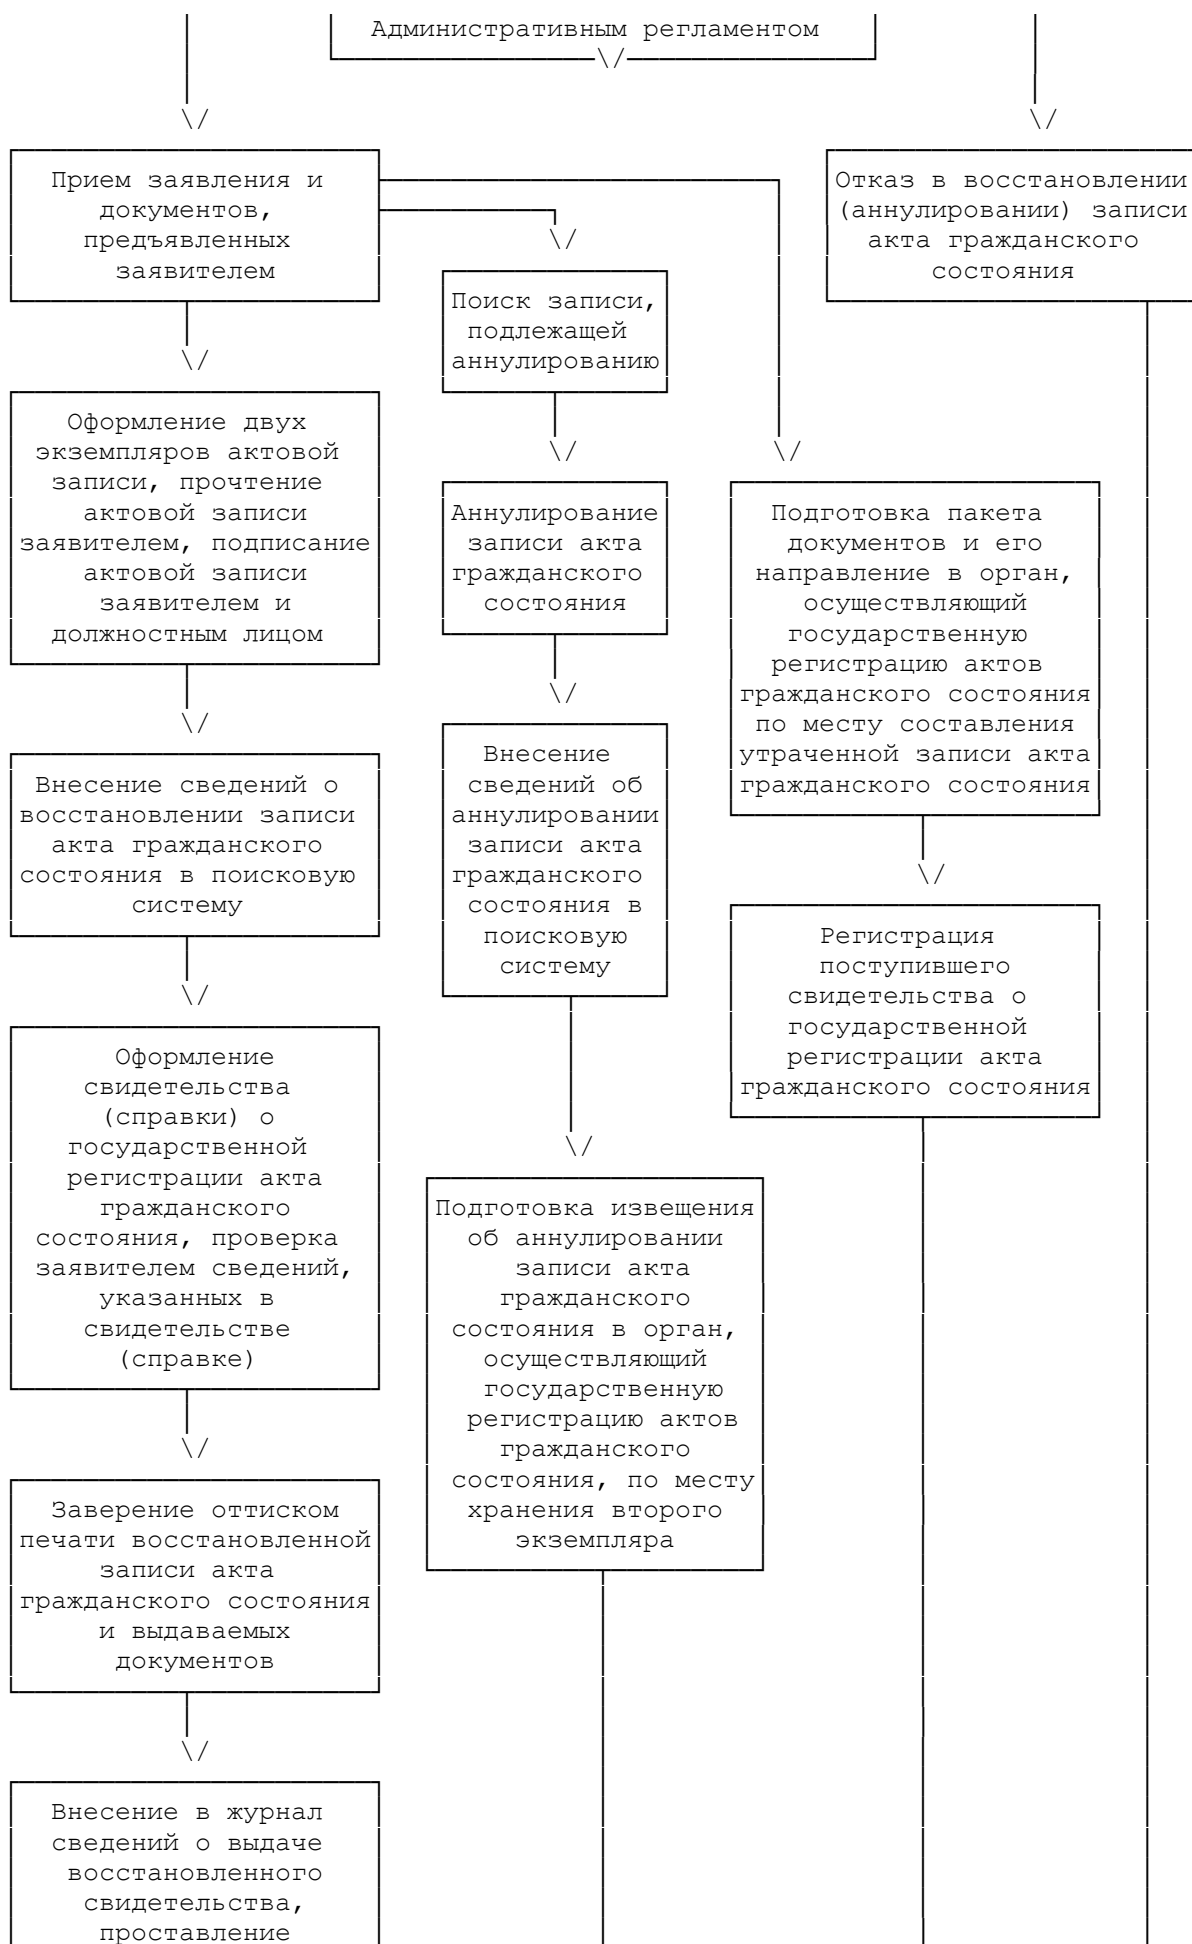 Административным регламентом
Прием заявления и
документов,
предъявленных
заявителем
Отказ в восстановлении
(аннулировании) записи
акта гражданского
состояния
Поиск записи,
подлежащей
аннулированию
Оформление двух
экземпляров актовой
записи, прочтение
актовой записи
заявителем, подписание
актовой записи
заявителем и
должностным лицом
Аннулирование
записи акта
гражданского
состояния
Подготовка пакета
документов и его
направление в орган,
осуществляющий
государственную
регистрацию актов
гражданского состояния
по месту составления
утраченной записи акта
гражданского состояния
Внесение сведений о
восстановлении записи
акта гражданского
состояния в поисковую
систему
Внесение
сведений об
аннулировании
записи акта
гражданского
состояния в
поисковую
систему
Регистрация
поступившего
свидетельства о
государственной
регистрации акта
гражданского состояния
Оформление
свидетельства
(справки) о
государственной
регистрации акта
гражданского
состояния, проверка
заявителем сведений,
указанных в
свидетельстве
(справке)
Подготовка извещения
об аннулировании
записи акта
гражданского
состояния в орган,
осуществляющий
государственную
регистрацию актов
гражданского
состояния, по месту
хранения второго
экземпляра
Заверение оттиском
печати восстановленной
записи акта
гражданского состояния
и выдаваемых
документов
Внесение в журнал
сведений о выдаче
восстановленного
свидетельства,
проставление